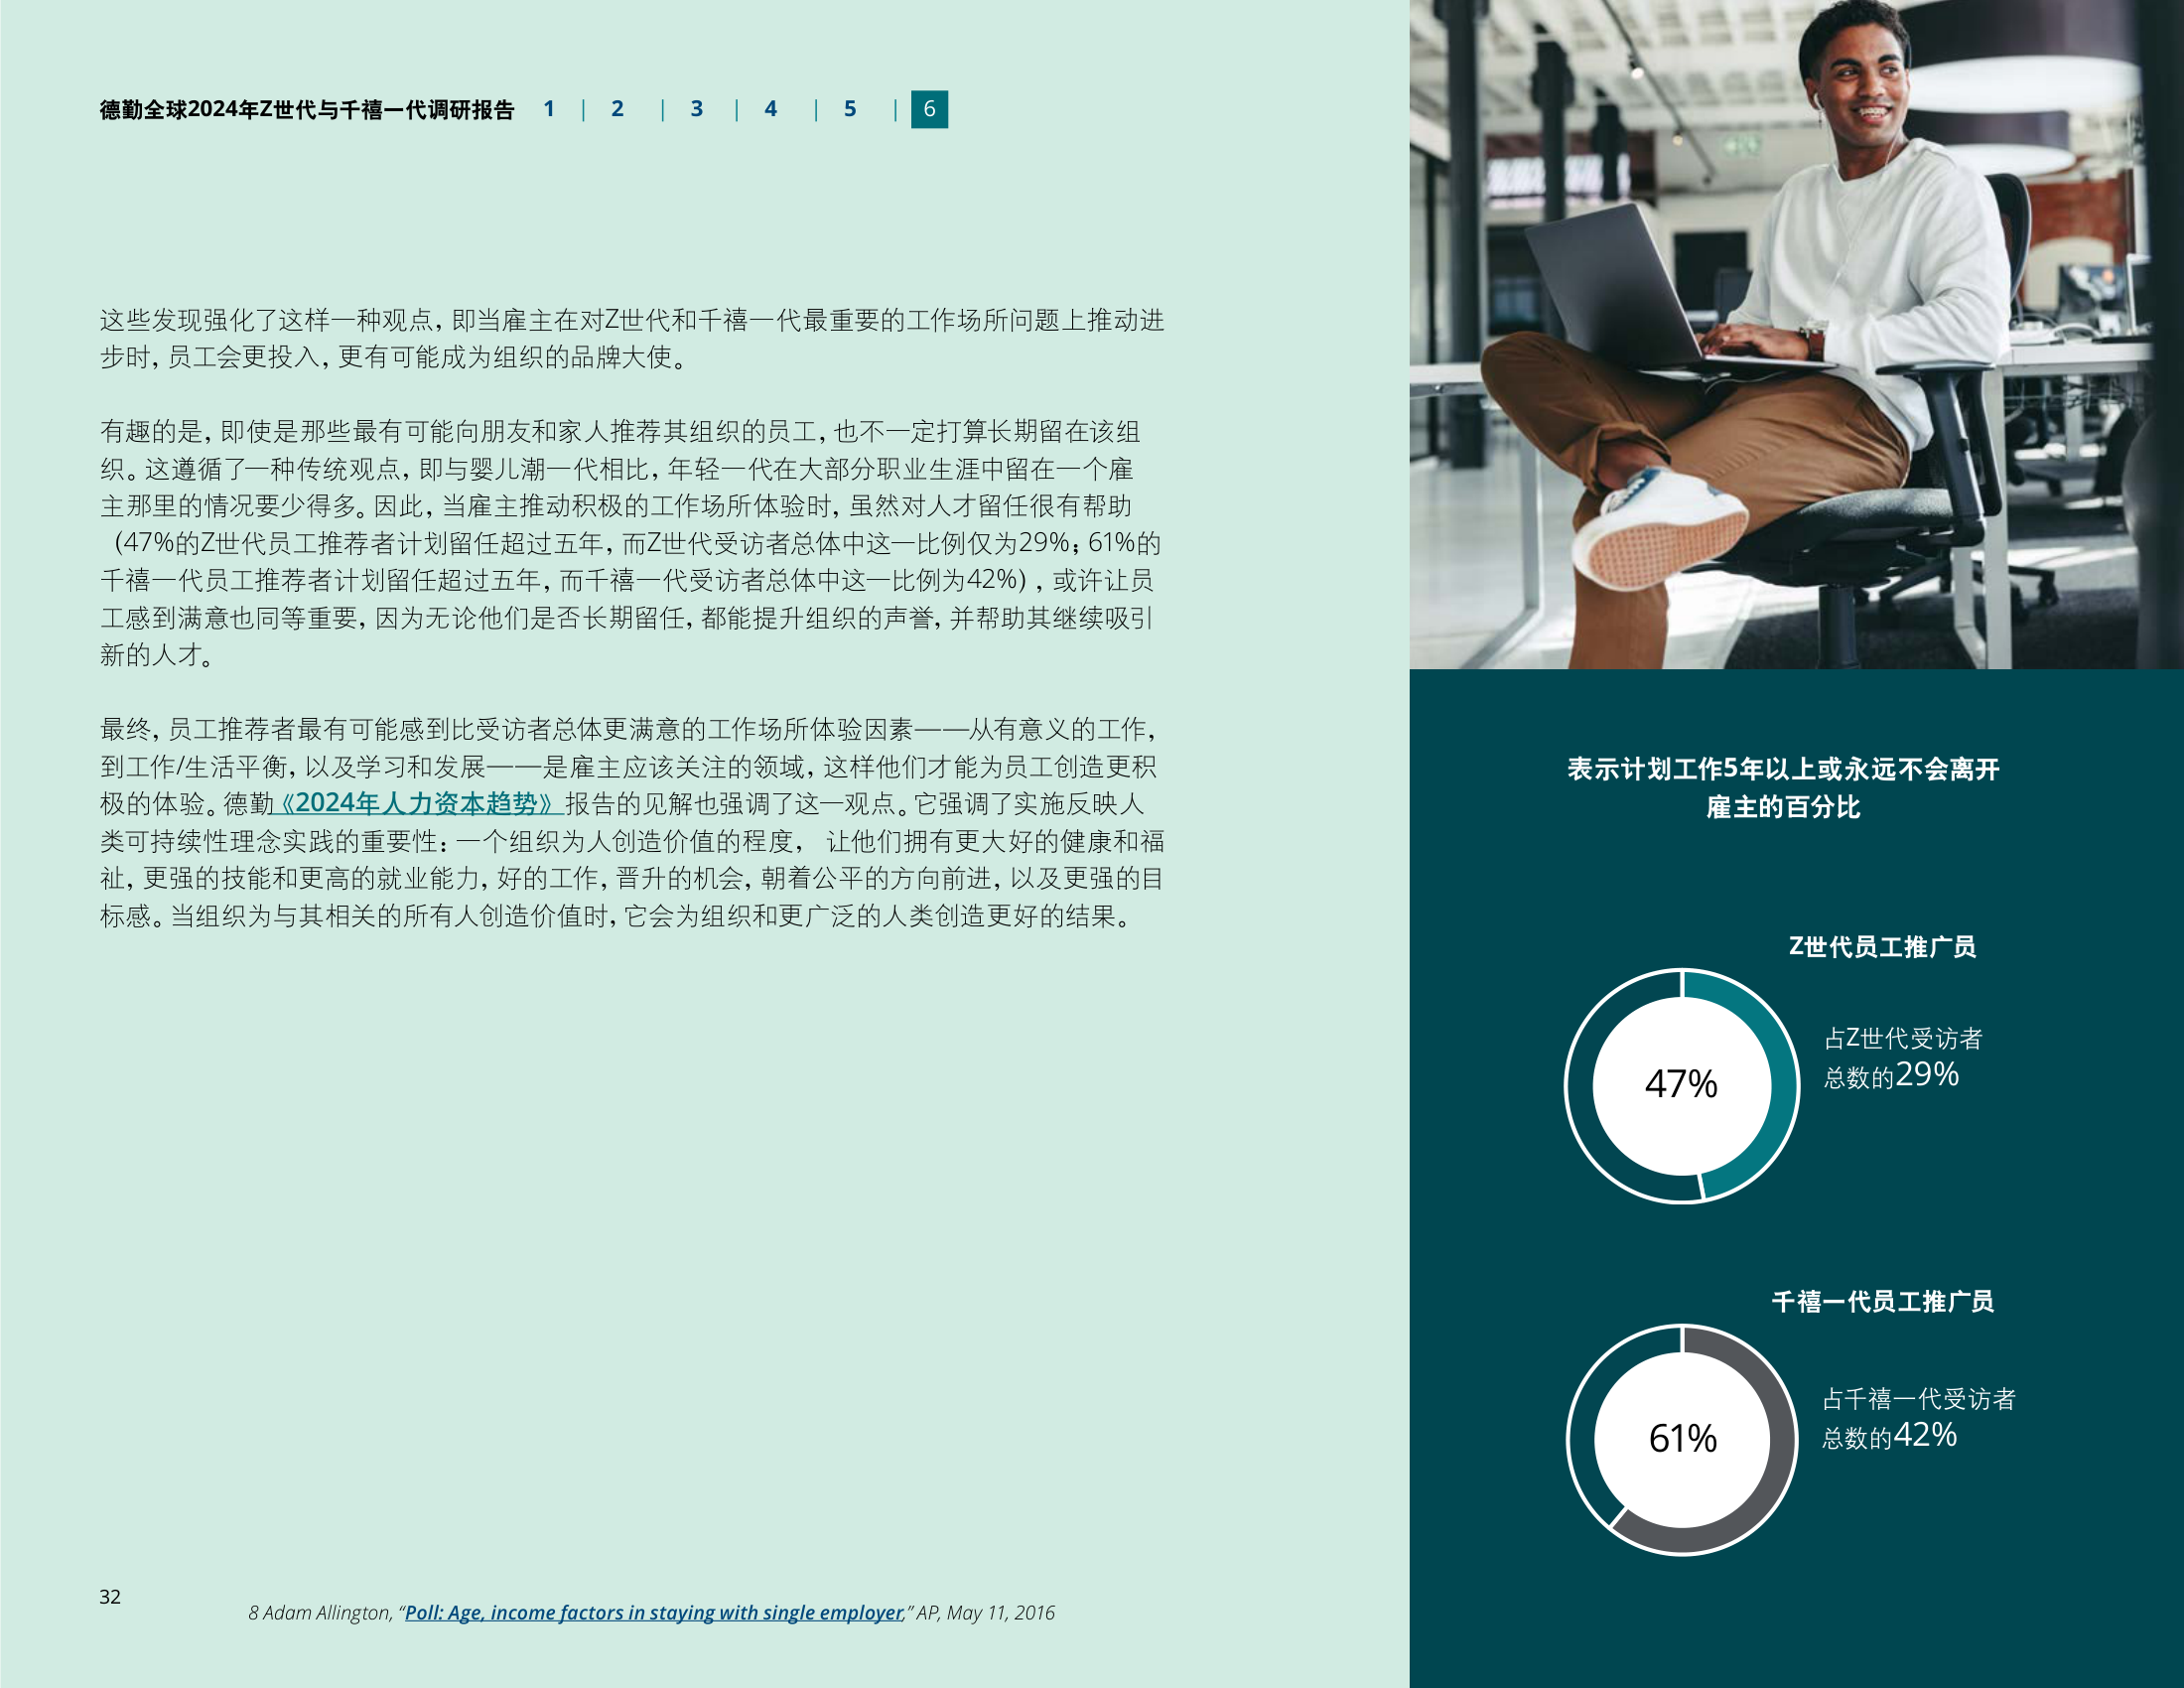 德勤全球2024年Z世代与千禧一代调研报告 1 | 2 | 3 | 4 | 5 | 6
这些发现强化了这样一种观点，即当雇主在对Z世代和千禧一代最重要的工作场所问题上推动进
步时，员工会更投入，更有可能成为组织的品牌大使。
有趣的是，即使是那些最有可能向朋友和家人推荐其组织的员工，也不一定打算长期留在该组
织。这遵循了一种传统观点，即与婴儿潮一代相比，年轻一代在大部分职业生涯中留在一个雇
主那里的情况要少得多。因此，当雇主推动积极的工作场所体验时，虽然对人才留任很有帮助
（47%的Z世代员工推荐者计划留任超过五年，而Z世代受访者总体中这一比例仅为29%；61%的
千禧一代员工推荐者计划留任超过五年，而千禧一代受访者总体中这一比例为42%），或许让员
工感到满意也同等重要，因为无论他们是否长期留任，都能提升组织的声誉，并帮助其继续吸引
新的人才。
最终，员工推荐者最有可能感到比受访者总体更满意的工作场所体验因素——从有意义的工作，
到工作/生活平衡，以及学习和发展——是雇主应该关注的领域，这样他们才能为员工创造更积
极的体验。德勤《2024年人力资本趋势》报告的见解也强调了这一观点。它强调了实施反映人
类可持续性理念实践的重要性：一个组织为人创造价值的程度， 让他们拥有更大好的健康和福
祉，更强的技能和更高的就业能力，好的工作，晋升的机会，朝着公平的方向前进，以及更强的目
标感。当组织为与其相关的所有人创造价值时，它会为组织和更广泛的人类创造更好的结果。
表示计划工作5年以上或永远不会离开
雇主的百分比
Z世代员工推广员
47%
占Z世代受访者
总数的29%
千禧一代员工推广员
61%
占千禧一代受访者
总数的42%
32
8 Adam Allington, “Poll: Age, income factors in staying with single employer,” AP, May 11, 2016